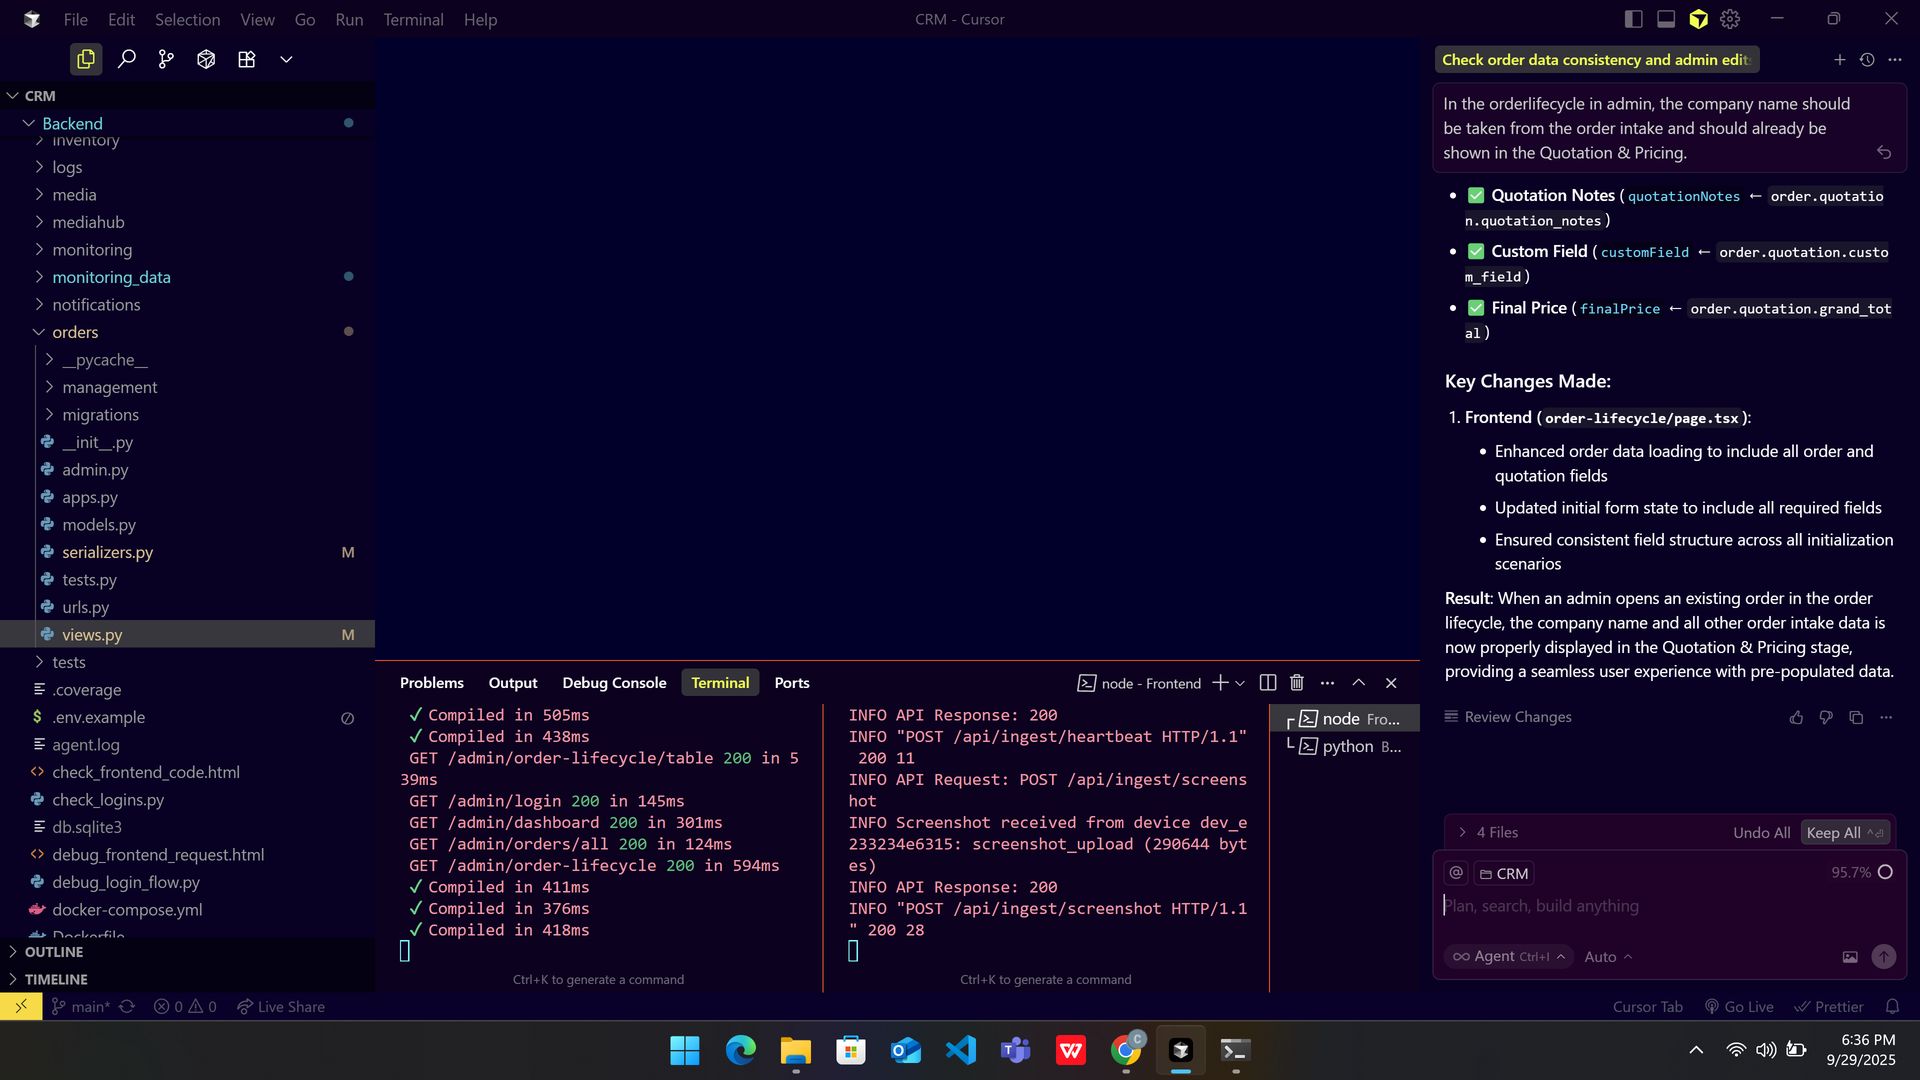 File Edit Selection View Go Run Terminal Help
CRM - Cursor
CRM
Backend
inventory
logs
media
mediahub
monitoring
monitoring_data
notifications
orders
__pycache__
management
migrations
__init__.py
admin.py
apps.py
models.py
serializers.py M
tests.py
urls.py
views.py M
tests
.coverage
.env.example
agent.log
check_frontend_code.html
check_logins.py
db.sqlite3
debug_frontend_request.html
debug_login_flow.py
docker-compose.yml
Dockerfile
OUTLINE
TIMELINE
Problems Output Debug Console Terminal Ports
node - Frontend
✓ Compiled in 505ms
✓ Compiled in 438ms
GET /admin/order-lifecycle/table 200 in 5
39ms
GET /admin/login 200 in 145ms
GET /admin/dashboard 200 in 301ms
GET /admin/orders/all 200 in 124ms
GET /admin/order-lifecycle 200 in 594ms
✓ Compiled in 411ms
✓ Compiled in 376ms
✓ Compiled in 418ms
Ctrl+K to generate a command
INFO API Response: 200
INFO "POST /api/ingest/heartbeat HTTP/1.1"
200 11
INFO API Request: POST /api/ingest/screens
hot
INFO Screenshot received from device dev_e
233234e6315: screenshot_upload (290644 byt
es)
INFO API Response: 200
INFO "POST /api/ingest/screenshot HTTP/1.1
" 200 28
Ctrl+K to generate a command
node Fro...
python B...
Check order data consistency and admin edit
In the orderlifecycle in admin, the company name should
be taken from the order intake and should already be
shown in the Quotation & Pricing.
• ✅ Quotation Notes ( quotationNotes ← order.quotatio
n.quotation_notes )
• ✅ Custom Field ( customField ← order.quotation.custo
m_field )
• ✅ Final Price ( finalPrice ← order.quotation.grand_tot
al )
Key Changes Made:
1. Frontend ( order-lifecycle/page.tsx ):
• Enhanced order data loading to include all order and
quotation fields
• Updated initial form state to include all required fields
• Ensured consistent field structure across all initialization
scenarios
Result: When an admin opens an existing order in the order
lifecycle, the company name and all other order intake data is
now properly displayed in the Quotation & Pricing stage,
providing a seamless user experience with pre-populated data.
Review Changes
4 Files Undo All Keep All
@ CRM 95.7%
Plan, search, build anything
Agent Ctrl+I Auto
main* 0 0 Live Share
Cursor Tab Go Live Prettier
6:36 PM
9/29/2025